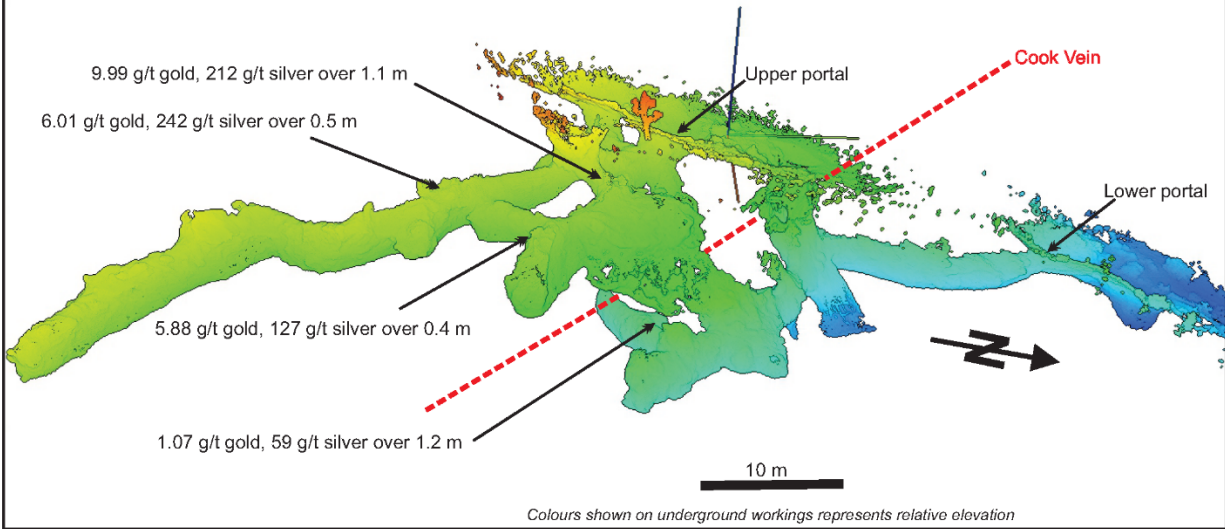 Cook Vein
9.99 g/t gold, 212 g/t silver over 1.1 m
Upper portal
6.01 g/t gold, 242 g/t silver over 0.5 m
Lower portal
5.88 g/t gold, 127 g/t silver over 0.4 m
N
1.07 g/t gold, 59 g/t silver over 1.2 m
10 m
Colours shown on underground workings represents relative elevation